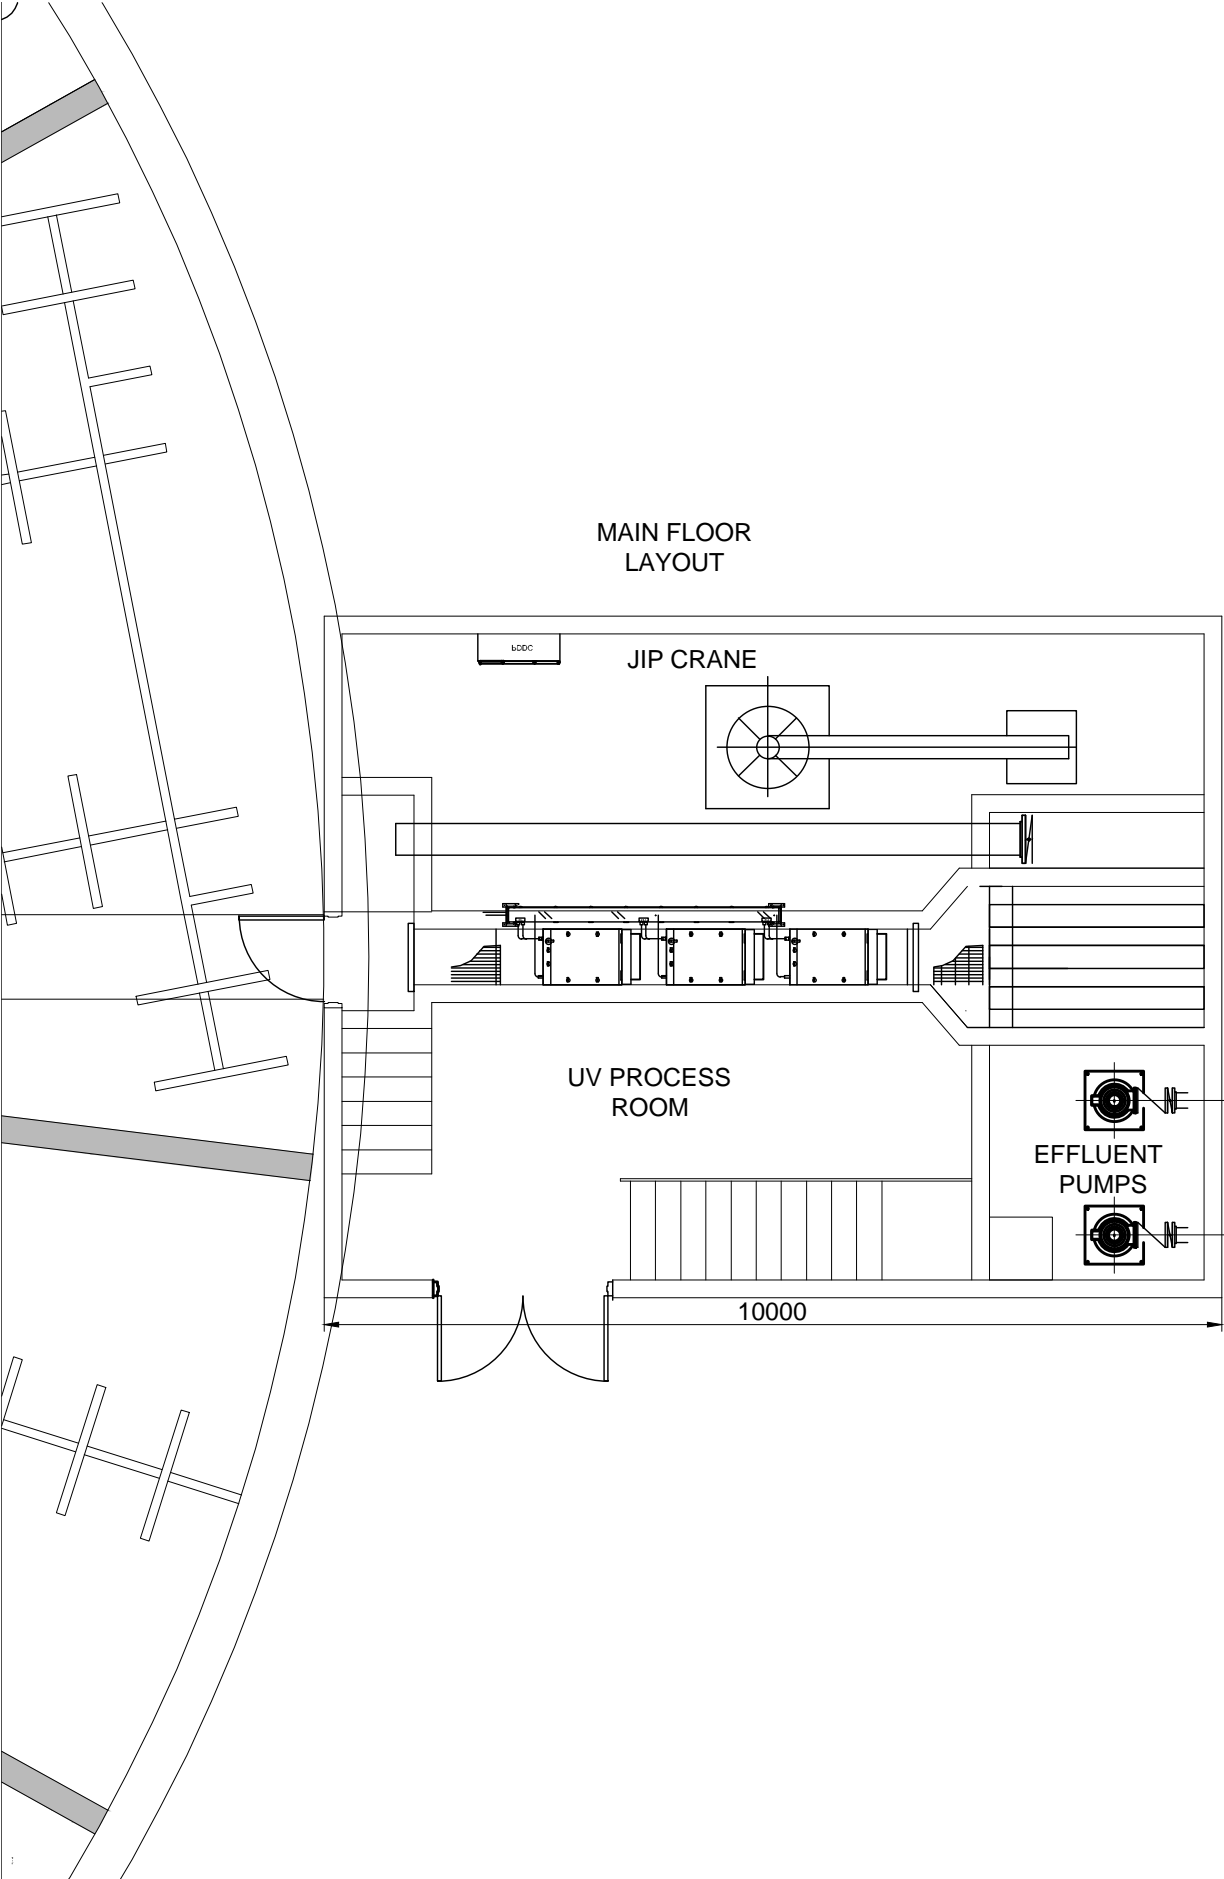 MAIN FLOOR
LAYOUT
JIP CRANE
UV PROCESS
ROOM
EFFLUENT
PUMPS
10000